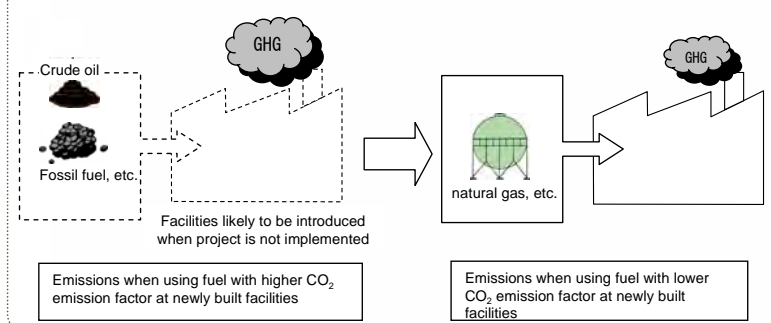 GHG
Crude oil
Fossil fuel, etc.
Facilities likely to be introduced
when project is not implemented
Emissions when using fuel with higher CO₂
emission factor at newly built facilities
GHG
natural gas, etc.
Emissions when using fuel with lower
CO₂ emission factor at newly built
facilities